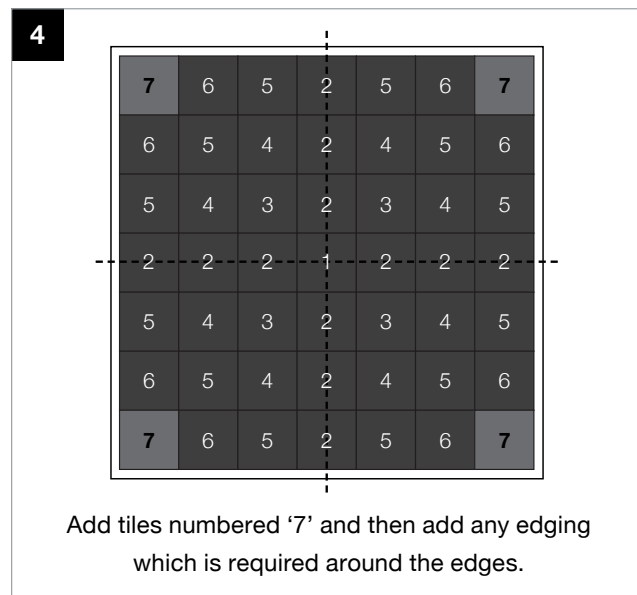 4
7 6 5 2 5 6 7
6 5 4 2 4 5 6
5 4 3 2 3 4 5
2 2 2 1 2 2 2
5 4 3 2 3 4 5
6 5 4 2 4 5 6
7 6 5 2 5 6 7
Add tiles numbered ‘7’ and then add any edging
which is required around the edges.